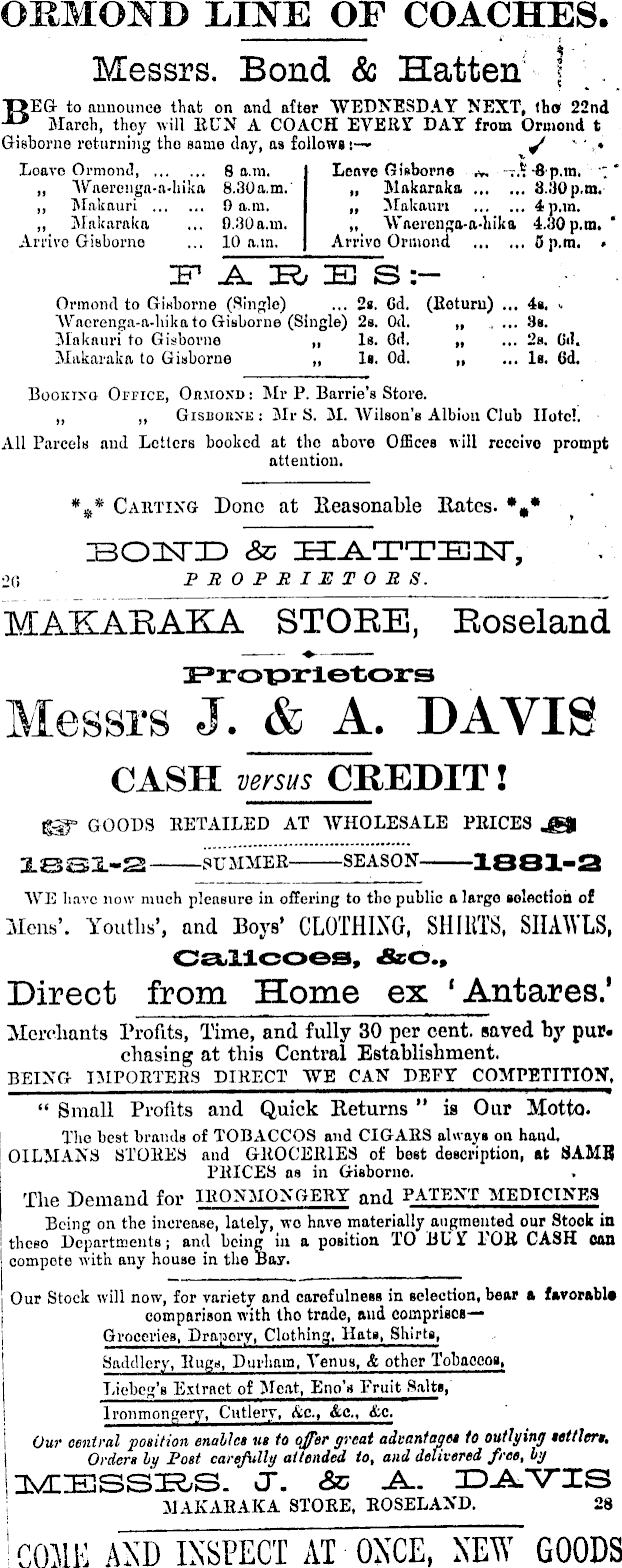 ORMOND LINE OF COACHES.
Messrs. Bond & Hatten
BEG to announce that on and after WEDNESDAY NEXT, the 22nd
March, they will RUN A COACH EVERY DAY from Ormond t
Gisborne returning the same day, as follows:—
Leave Ormond, ... ... 8 a.m.
„ Waerenga-a-hika 8.30 a.m.
„ Makauri ... ... 9 a.m.
„ Makaraka ... 9.30 a.m.
Arrive Gisborne ... 10 a.m.
Leave Gisborne ... 3 p.m.
„ Makaraka ... ... 3.30 p.m.
„ Makauri ... ... 4 p.m.
„ Waerenga-a-hika 4.30 p.m.
Arrive Ormond ... ... 5 p.m.
FARES:—
Ormond to Gisborne (Single) ... 2s. 6d. (Return) ... 4s.
Waerenga-a-hika to Gisborne (Single) 2s. 0d. „ ... 3s.
Makauri to Gisborne „ 1s. 6d. „ ... 2s. 6d.
Makaraka to Gisborne „ 1s. 0d. „ ... 1s. 6d.
BOOKING OFFICE, ORMOND: Mr P. Barrie's Store.
„ „ GISBORNE: Mr S. M. Wilson's Albion Club Hotel.
All Parcels and Letters booked at the above Offices will receive prompt
attention.
*** CARTING Done at Reasonable Rates. ***
BOND & HATTEN,
26 PROPRIETORS.
MAKARAKA STORE, Roseland
Proprietors
Messrs J. & A. DAVIS
CASH versus CREDIT!
GOODS RETAILED AT WHOLESALE PRICES
1881-2——SUMMER——SEASON——1881-2
WE have now much pleasure in offering to the public a large selection of
Mens'. Youths', and Boys' CLOTHING, SHIRTS, SHAWLS,
Calicoes, &c.,
Direct from Home ex 'Antares.'
Merchants Profits, Time, and fully 30 per cent. saved by pur-
chasing at this Central Establishment.
BEING IMPORTERS DIRECT WE CAN DEFY COMPETITION,
"Small Profits and Quick Returns" is Our Motto.
The best brands of TOBACCOS and CIGARS always on hand.
OILMANS STORES and GROCERIES of best description, at SAME
PRICES as in Gisborne.
The Demand for IRONMONGERY and PATENT MEDICINES
Being on the increase, lately, we have materially augmented our Stock in
these Departments; and being in a position TO BUY FOR CASH can
compete with any house in the Bay.
Our Stock will now, for variety and carefulness in selection, bear a favorable
comparison with the trade, and comprises—
Groceries, Drapery, Clothing, Hats, Shirts,
Saddlery, Rugs, Durham, Venus, & other Tobaccos,
Liebeg's Extract of Meat, Eno's Fruit Salts,
Ironmongery, Cutlery, &c., &c., &c.
Our central position enables us to offer great advantages to outlying settlers.
Orders by Post carefully attended to, and delivered free, by
MESSRS. J. & A. DAVIS
MAKARAKA STORE, ROSELAND. 28
COME AND INSPECT AT ONCE, NEW GOODS